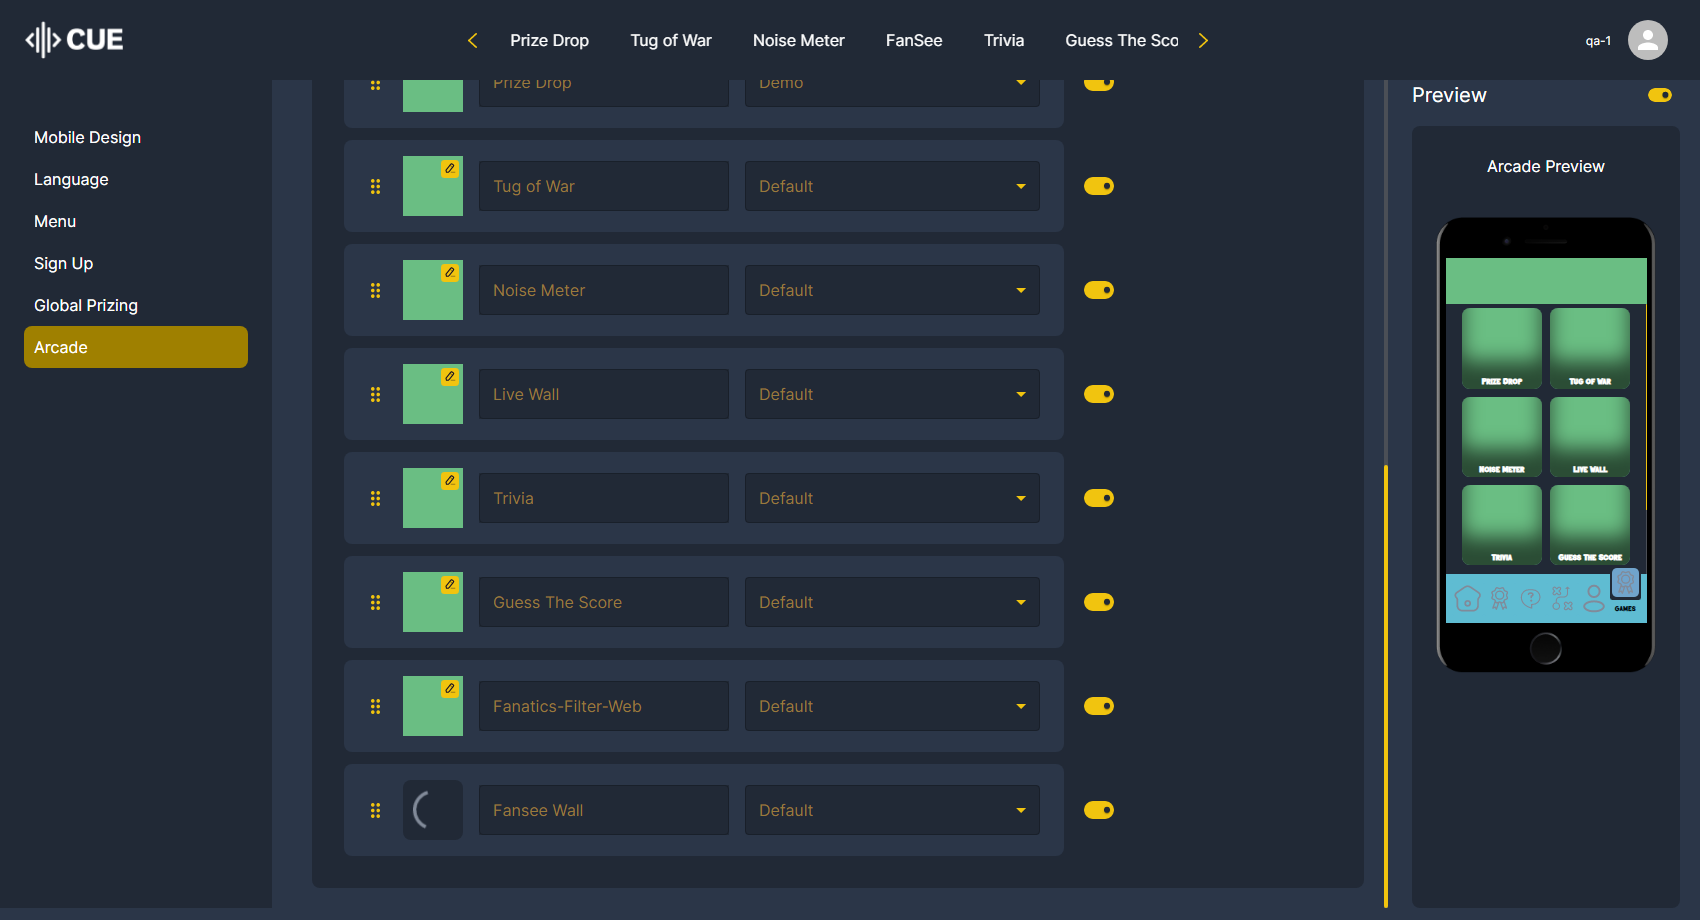 CUE
Prize Drop
Tug of War
Noise Meter
FanSee
Trivia
Guess The Sco
qa-1
Mobile Design
Language
Menu
Sign Up
Global Prizing
Arcade
Prize Drop
Demo
Tug of War
Default
Noise Meter
Default
Live Wall
Default
Trivia
Default
Guess The Score
Default
Fanatics-Filter-Web
Default
Fansee Wall
Default
Preview
Arcade Preview
Prize Drop
Tug of War
Noise Meter
Live Wall
Trivia
Guess The Score
?
GAMES